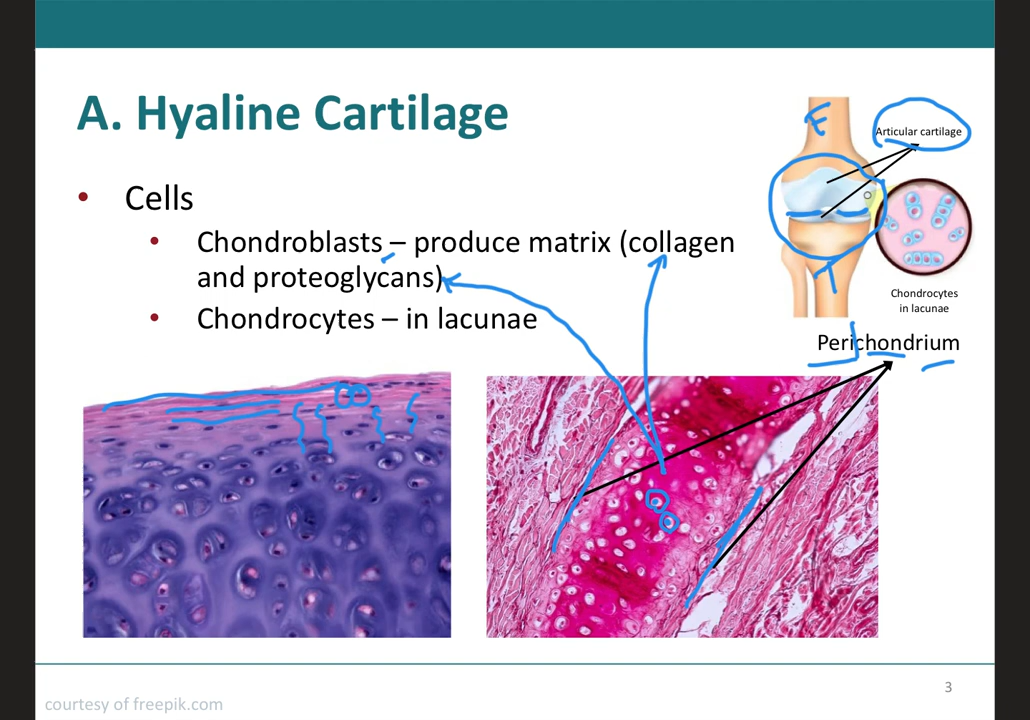 A. Hyaline Cartilage
F
Articular cartilage
• Cells
• Chondroblasts – produce matrix (collagen
and proteoglycans)
• Chondrocytes – in lacunae
T
Chondrocytes
in lacunae
Perichondrium
3
courtesy of freepik.com